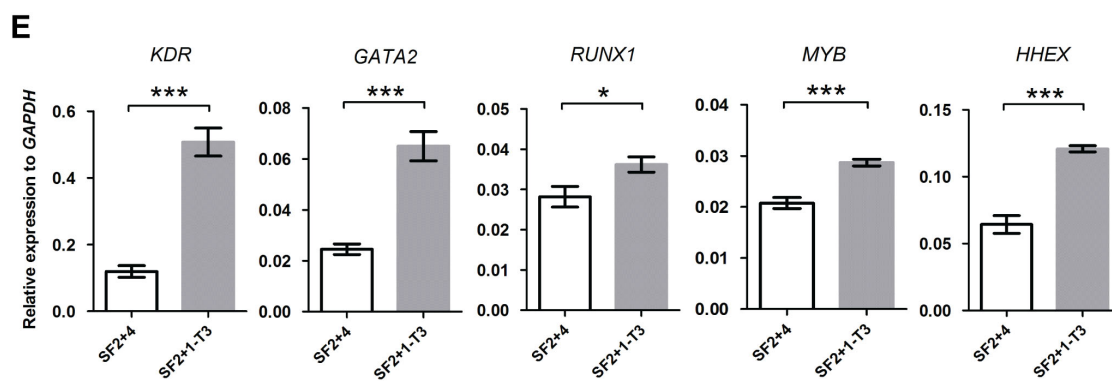 E
KDR
GATA2
RUNX1
MYB
HHEX
Relative expression to GAPDH
***
0.6
0.4
0.2
0.0
SF2+4
SF2+1-T3
***
0.08
0.06
0.04
0.02
0.00
SF2+4
SF2+1-T3
*
0.05
0.04
0.03
0.02
0.01
0.00
SF2+4
SF2+1-T3
***
0.04
0.03
0.02
0.01
0.00
SF2+4
SF2+1-T3
***
0.15
0.10
0.05
0.00
SF2+4
SF2+1-T3